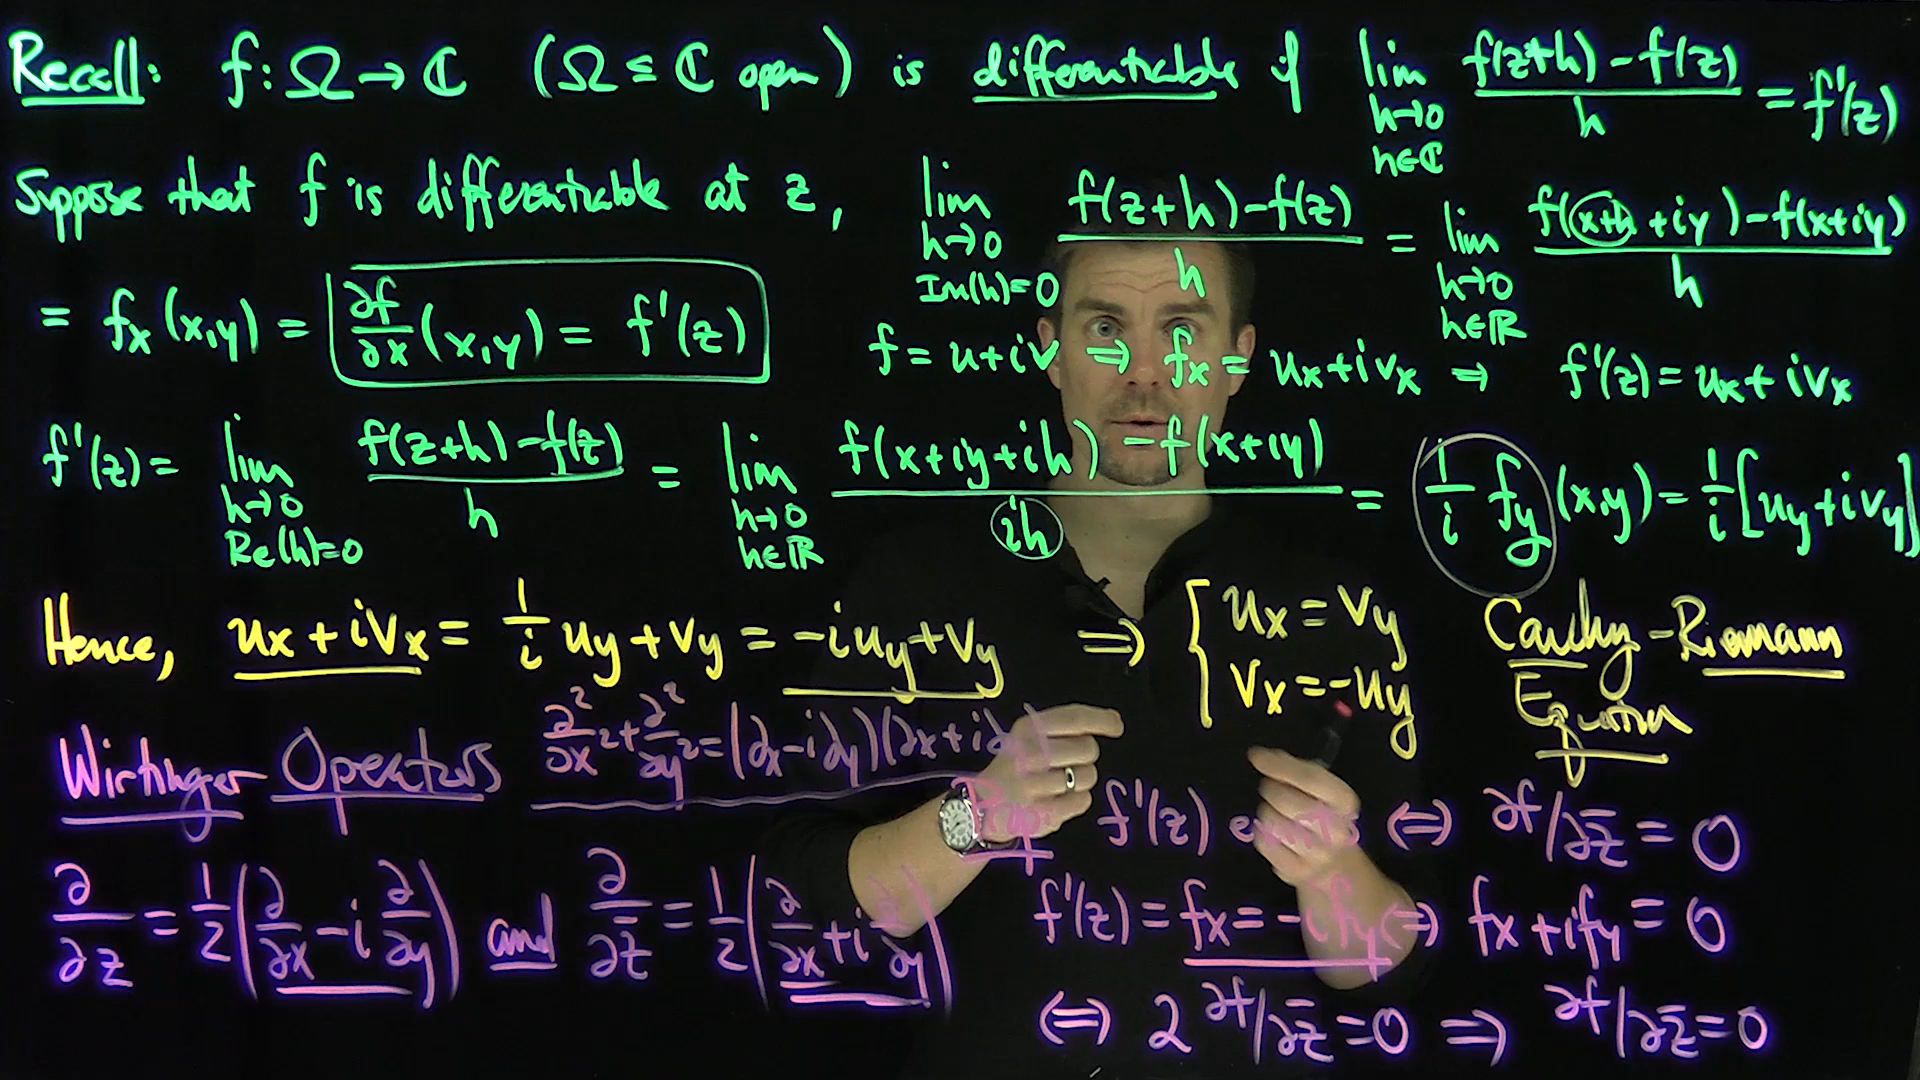 Recall: f: Ω → ℂ (Ω ⊆ ℂ open) is differentiable if lim_{h→0, h∈ℂ} (f(z+h) - f(z))/h = f'(z)
Suppose that f is differentiable at z, lim_{h→0, Im(h)=0} (f(z+h) - f(z))/h = lim_{h→0, h∈ℝ} (f(x+h+iy) - f(x+iy))/h
= f_x(x,y) = ∂f/∂x (x,y) = f'(z)
f = u+iv ⇒ f_x = u_x + iv_x ⇒ f'(z) = u_x + iv_x
f'(z) = lim_{h→0, Re(h)=0} (f(z+h) - f(z))/h = lim_{h→0, h∈ℝ} (f(x+iy+ih) - f(x+iy))/(ih) = 1/i f_y (x,y) = 1/i [u_y + iv_y]
Hence, u_x + iv_x = 1/i u_y + v_y = -iu_y + v_y ⇒ { u_x = v_y, v_x = -u_y
Cauchy-Riemann
Equation
Wirtinger Operators ∂²/∂x² + ∂²/∂y² = (∂x - i∂y)(∂x + i∂y)
∂/∂z = 1/2 (∂/∂x - i ∂/∂y) and ∂/∂z̄ = 1/2 (∂/∂x + i ∂/∂y)
Prop: f'(z) exists ⇔ ∂f/∂z̄ = 0
f'(z) = f_x = -if_y ⇔ f_x + if_y = 0
⇔ 2 ∂f/∂z̄ = 0 ⇒ ∂f/∂z̄ = 0